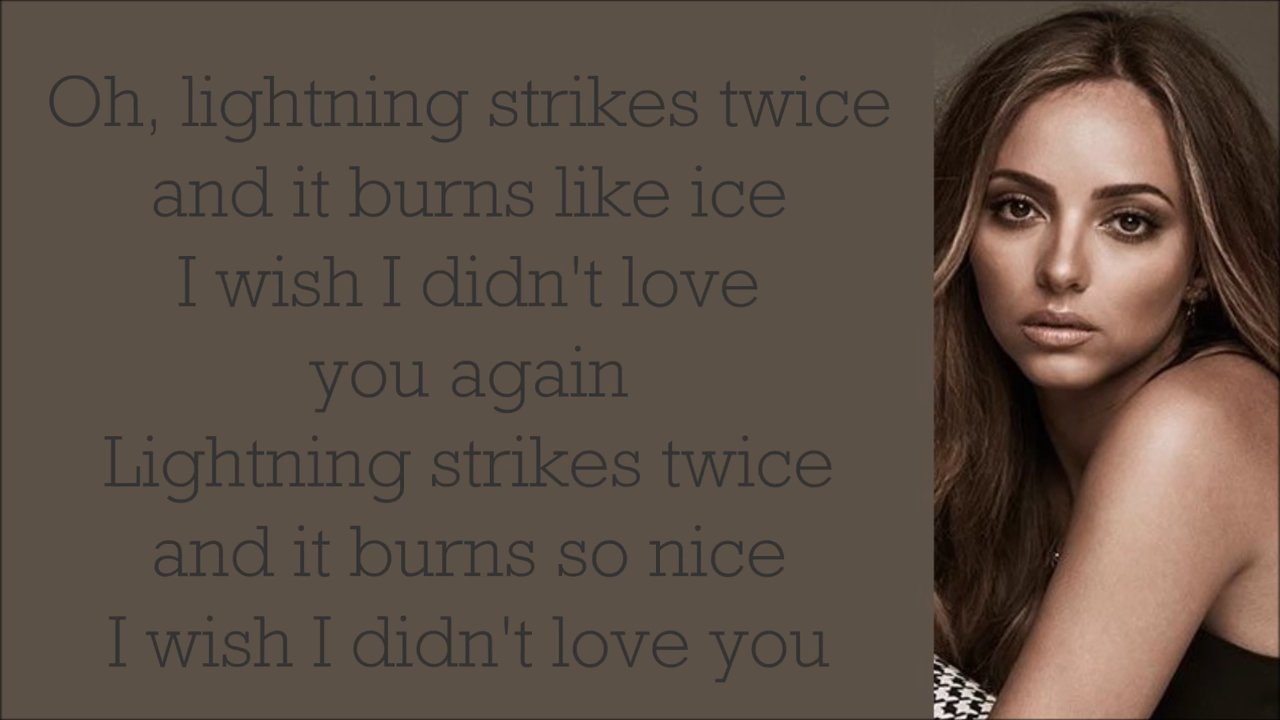 Oh, lightning strikes twice
and it burns like ice
I wish I didn't love
you again
Lightning strikes twice
and it burns so nice
I wish I didn't love you